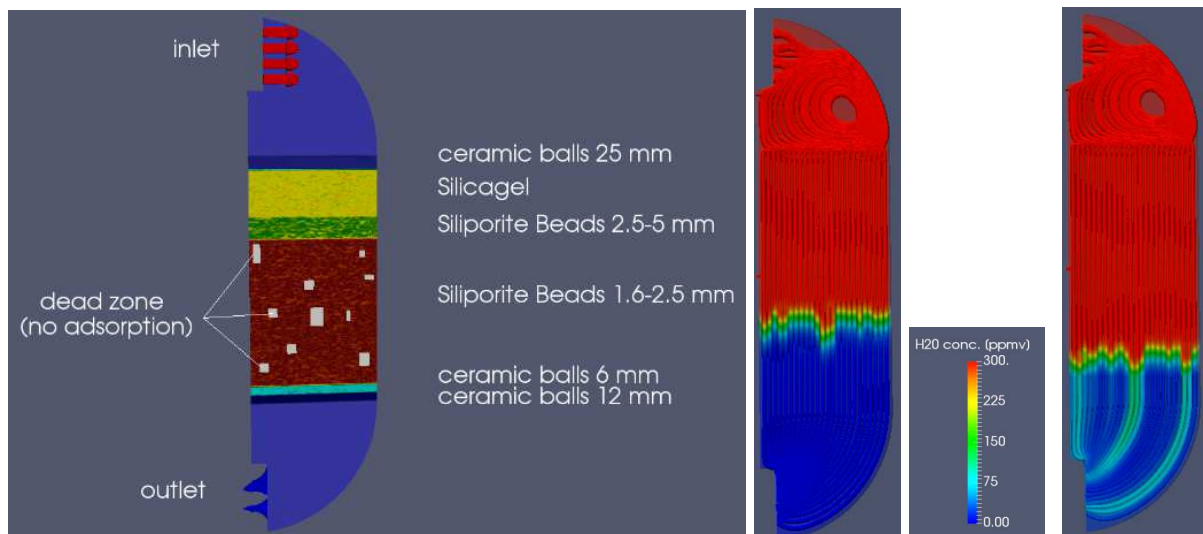 inlet
ceramic balls 25 mm
Silicagel
Siliporite Beads 2.5-5 mm
dead zone
(no adsorption)
Siliporite Beads 1.6-2.5 mm
ceramic balls 6 mm
ceramic balls 12 mm
outlet
H20 conc. [ppmv]
300.
225
150
75
0.00